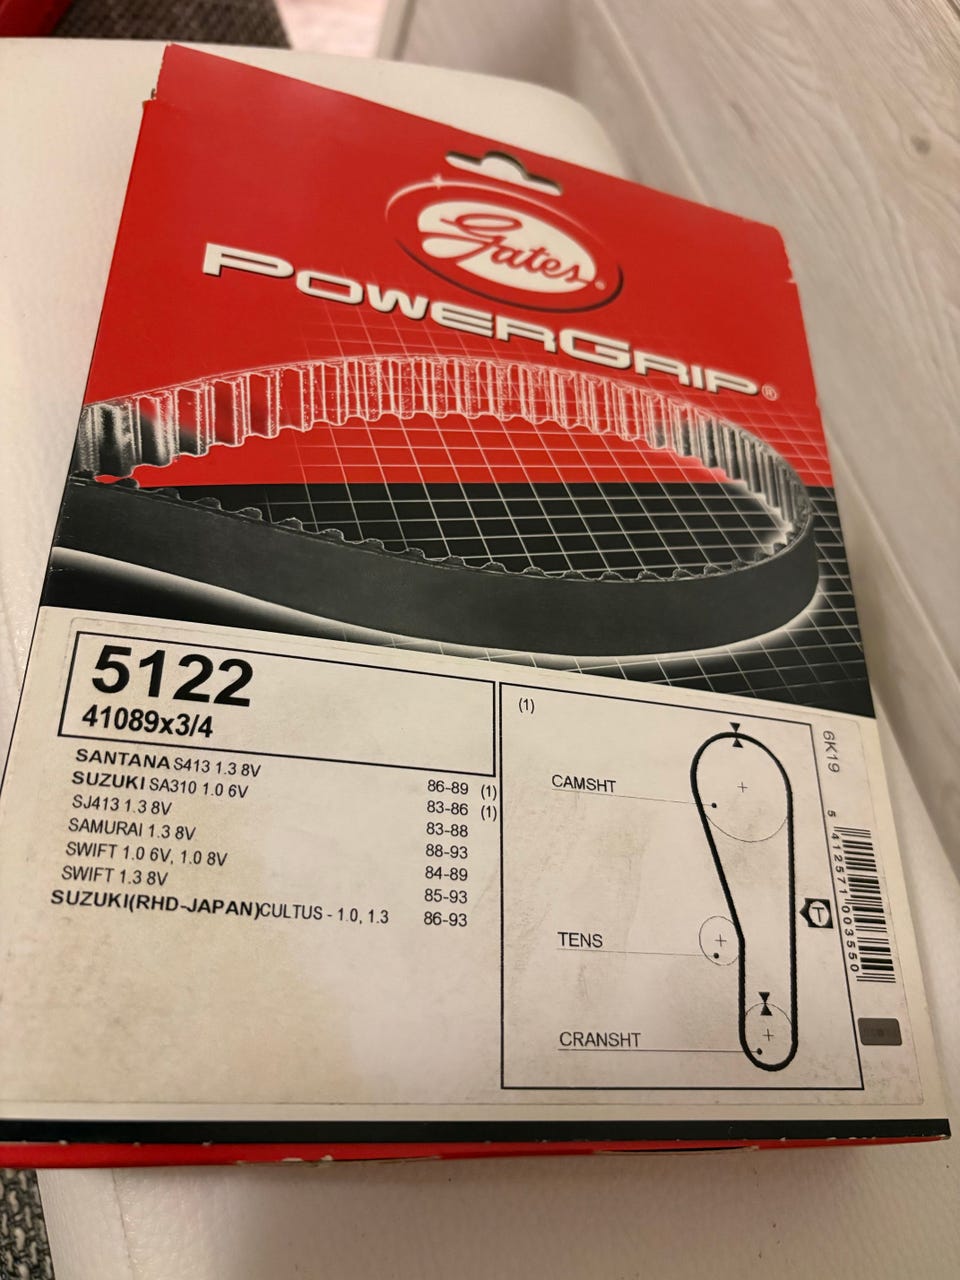 Gates®
POWERGRIP®
5122
41089x3/4
SANTANA S413 1.3 8V 86-89 (1)
SUZUKI SA310 1.0 6V 83-86 (1)
SJ413 1.3 8V 83-88
SAMURAI 1.3 8V 88-93
SWIFT 1.0 6V, 1.0 8V 84-89
SWIFT 1.3 8V 85-93
SUZUKI(RHD-JAPAN)CULTUS - 1.0, 1.3 86-93
(1)
CAMSHT
TENS
CRANSHT
T
6K19
5 412571 003550